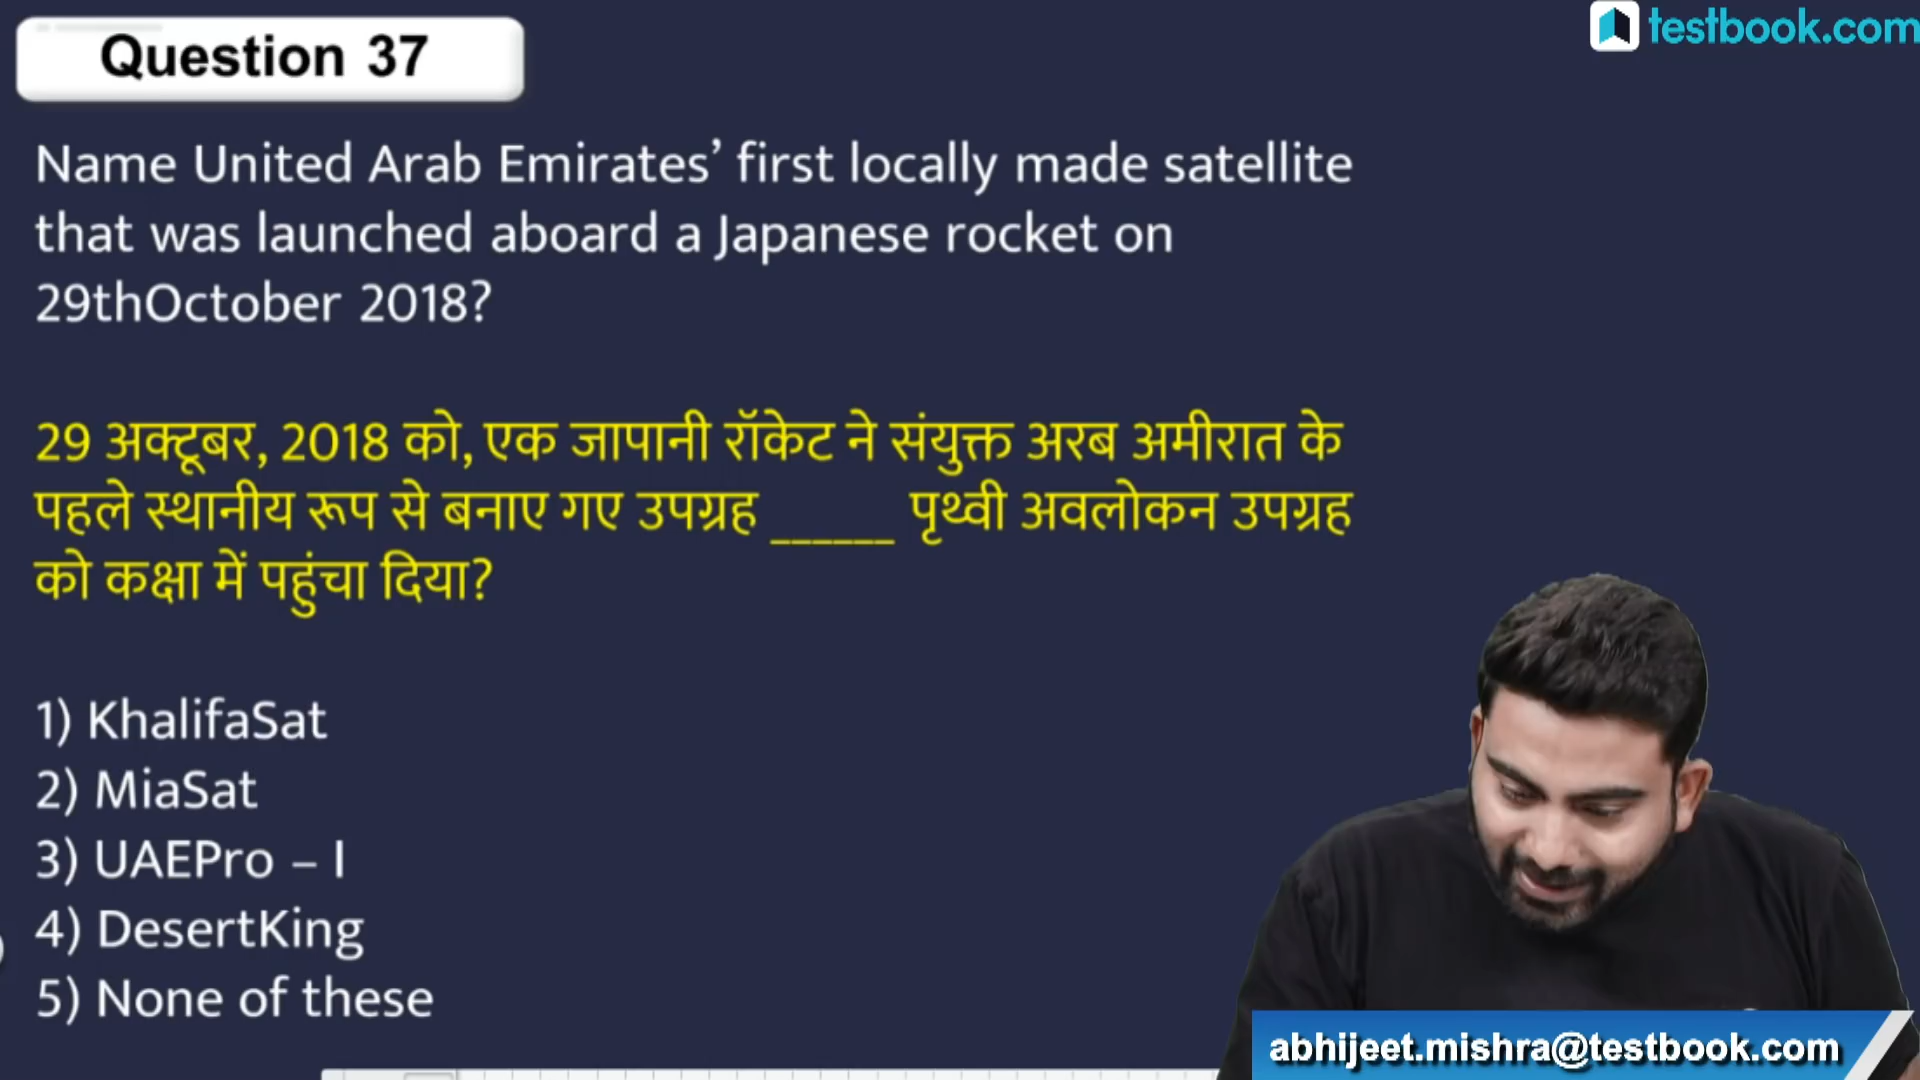 Question 37
testbook.com
Name United Arab Emirates’ first locally made satellite
that was launched aboard a Japanese rocket on
29thOctober 2018?
29 अक्टूबर, 2018 को, एक जापानी रॉकेट ने संयुक्त अरब अमीरात के
पहले स्थानीय रूप से बनाए गए उपग्रह ______ पृथ्वी अवलोकन उपग्रह
को कक्षा में पहुंचा दिया?
1) KhalifaSat
2) MiaSat
3) UAEPro – I
4) DesertKing
5) None of these
abhijeet.mishra@testbook.com